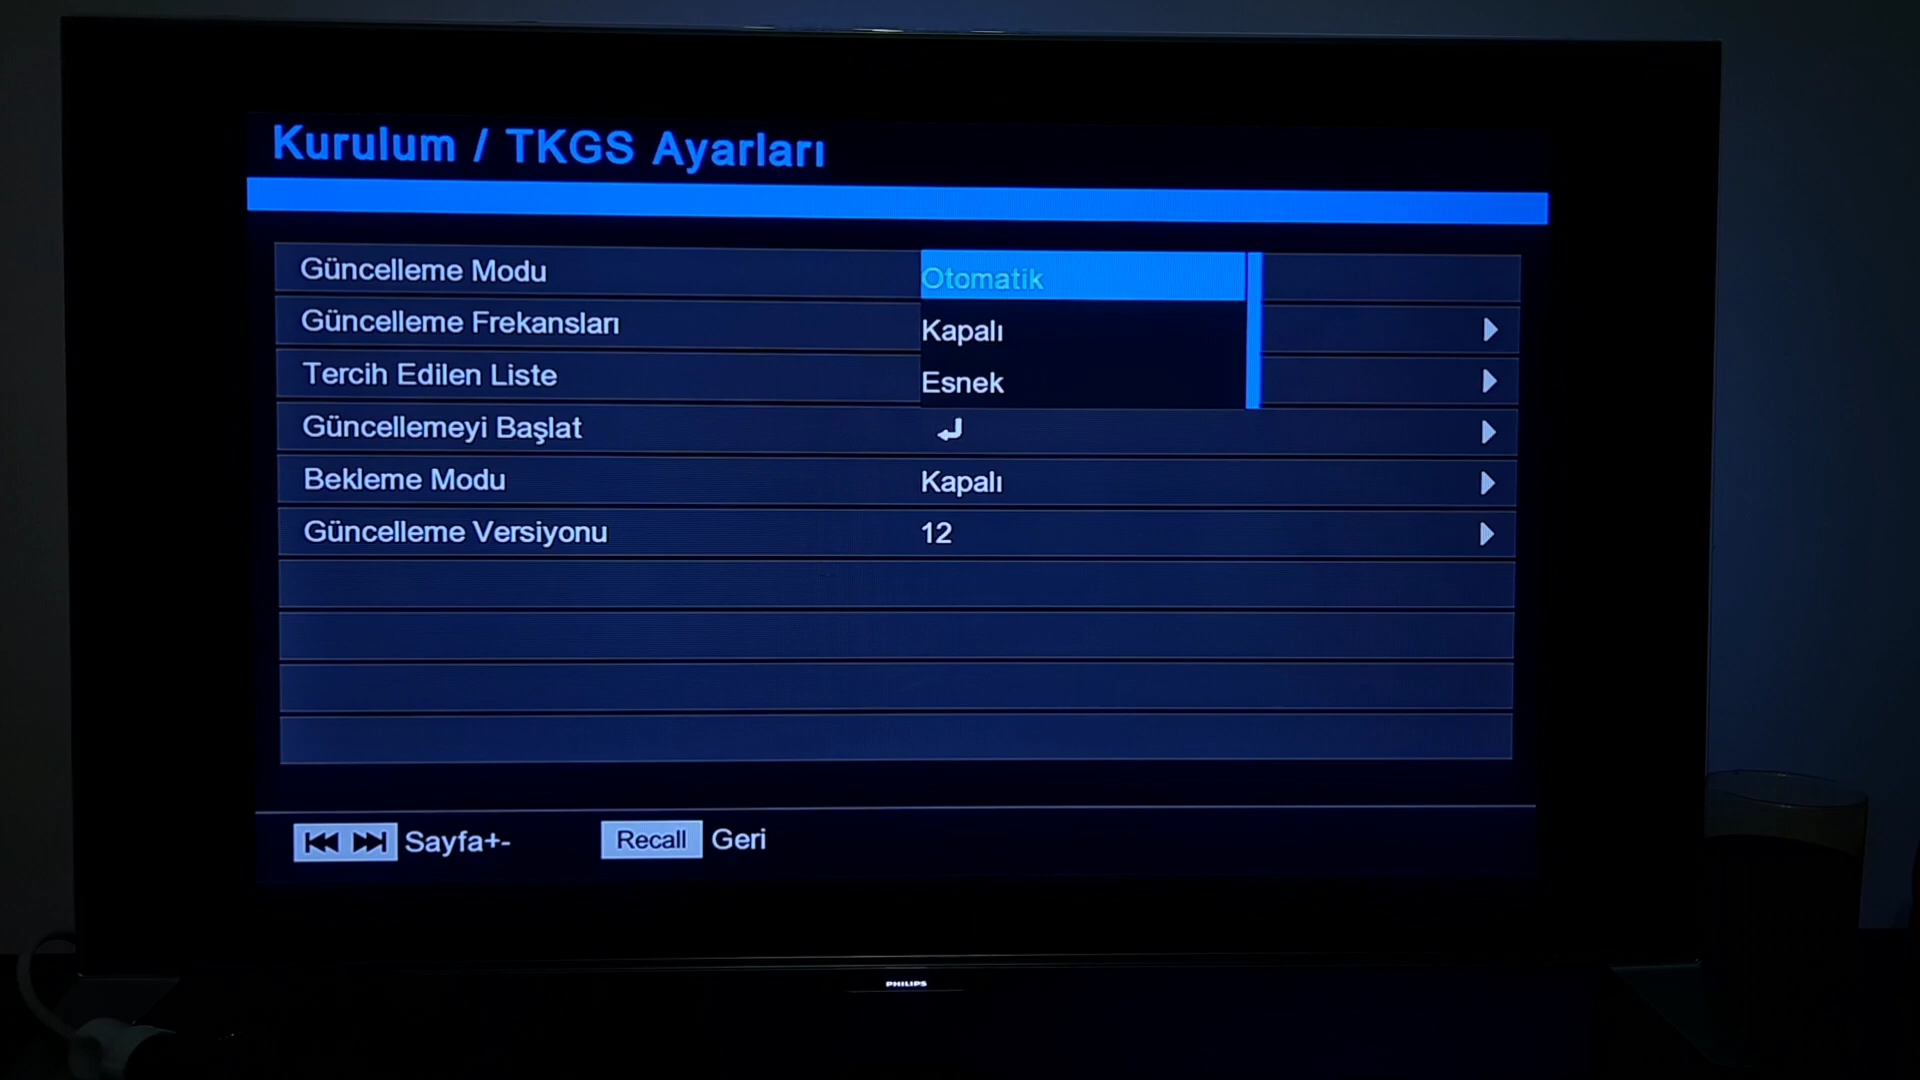 Kurulum / TKGS Ayarları
Güncelleme Modu Otomatik
Güncelleme Frekansları Kapalı
Tercih Edilen Liste Esnek
Güncellemeyi Başlat
Bekleme Modu Kapalı
Güncelleme Versiyonu 12
Sayfa+- Recall Geri
PHILIPS